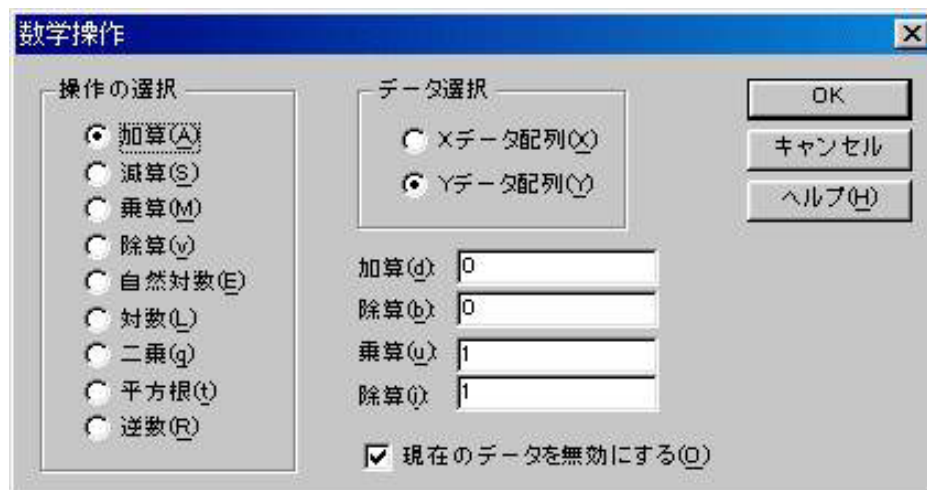 数学操作
操作の選択
加算(A)
減算(S)
乗算(M)
除算(v)
自然対数(E)
対数(L)
二乗(q)
平方根(t)
逆数(R)
データ選択
Xデータ配列(X)
Yデータ配列(Y)
加算(d): 0
除算(b): 0
乗算(u): 1
除算(i): 1
現在のデータを無効にする(O)
OK
キャンセル
ヘルプ(H)